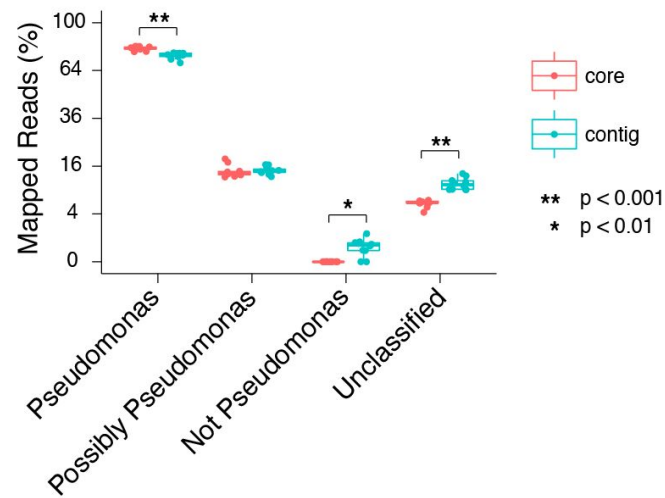 Mapped Reads (%)
100
64
36
16
4
0
**
*
**
Pseudomonas
Possibly Pseudomonas
Not Pseudomonas
Unclassified
core
contig
** p < 0.001
* p < 0.01